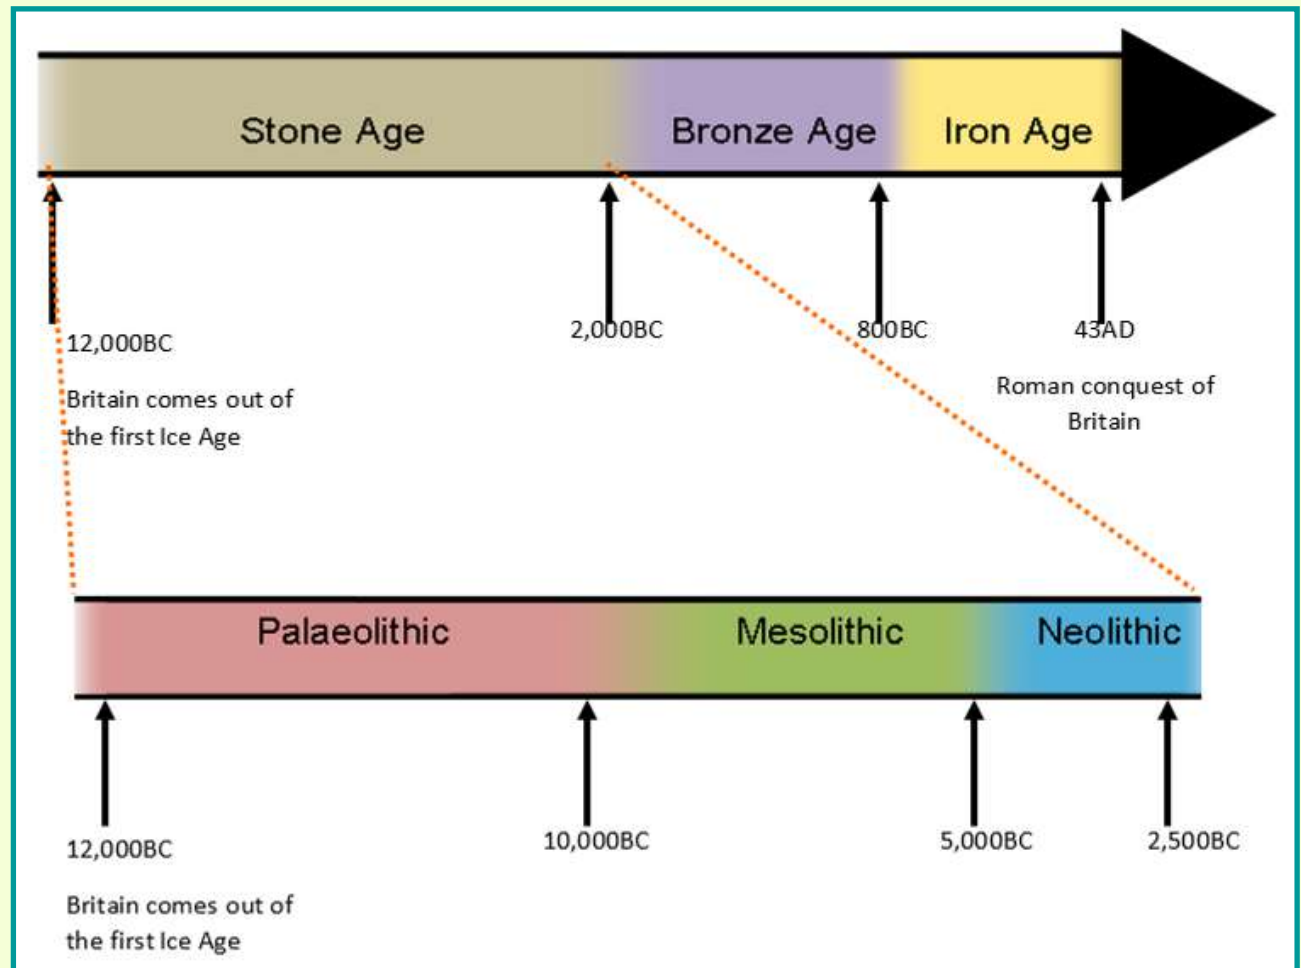 Stone Age
Bronze Age
Iron Age
12,000BC
2,000BC
800BC
43AD
Britain comes out of
the first Ice Age
Roman conquest of
Britain
Palaeolithic
Mesolithic
Neolithic
12,000BC
10,000BC
5,000BC
2,500BC
Britain comes out of
the first Ice Age